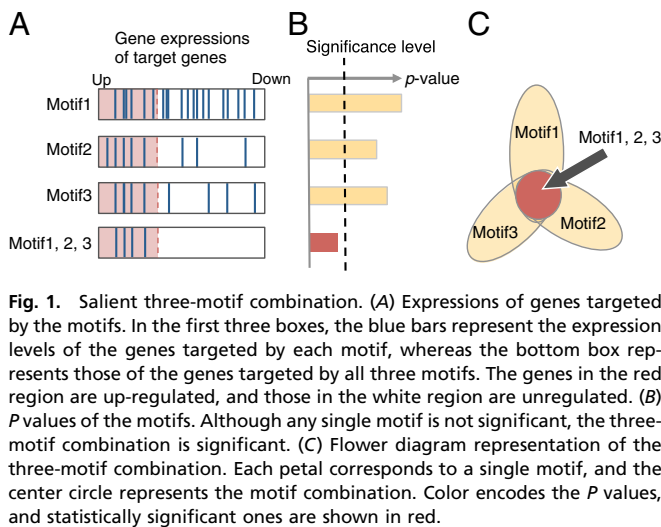 A
B
C
Gene expressions
of target genes
Up
Down
Significance level
p-value
Motif1
Motif2
Motif3
Motif1, 2, 3
Motif1
Motif1, 2, 3
Motif3
Motif2
Fig. 1. Salient three-motif combination. (A) Expressions of genes targeted
by the motifs. In the first three boxes, the blue bars represent the expression
levels of the genes targeted by each motif, whereas the bottom box rep-
resents those of the genes targeted by all three motifs. The genes in the red
region are up-regulated, and those in the white region are unregulated. (B)
P values of the motifs. Although any single motif is not significant, the three-
motif combination is significant. (C) Flower diagram representation of the
three-motif combination. Each petal corresponds to a single motif, and the
center circle represents the motif combination. Color encodes the P values,
and statistically significant ones are shown in red.